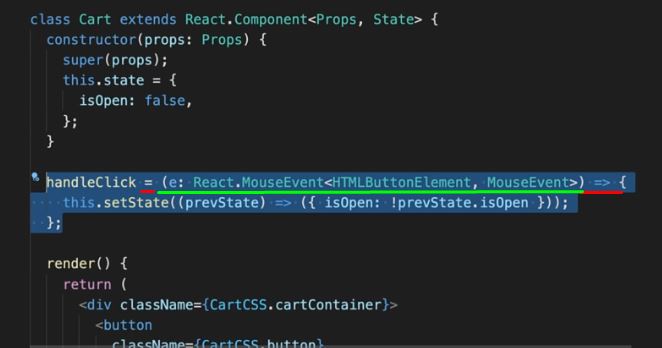 class Cart extends React.Component<Props, State> {
constructor(props: Props) {
super(props);
this.state = {
isOpen: false,
};
}
handleClick = (e: React.MouseEvent<HTMLButtonElement, MouseEvent>) => {
this.setState((prevState) => ({ isOpen: !prevState.isOpen }));
};
render() {
return (
<div className={CartCSS.cartContainer}>
<button
className={CartCSS.button}